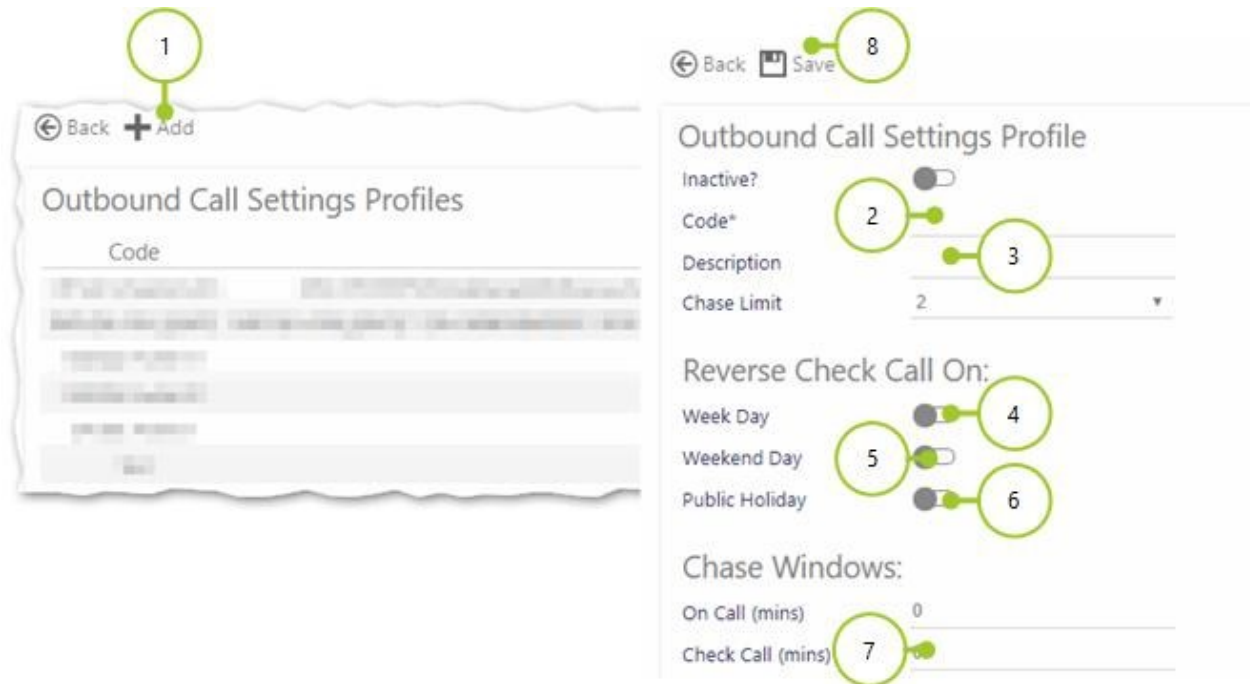 1
Back Add
Outbound Call Settings Profiles
Code
8
Back Save
Outbound Call Settings Profile
Inactive?
2
Code*
3
Description
Chase Limit 2
Reverse Check Call On:
Week Day 4
Weekend Day 5
Public Holiday 6
Chase Windows:
On Call (mins) 0
Check Call (mins) 7